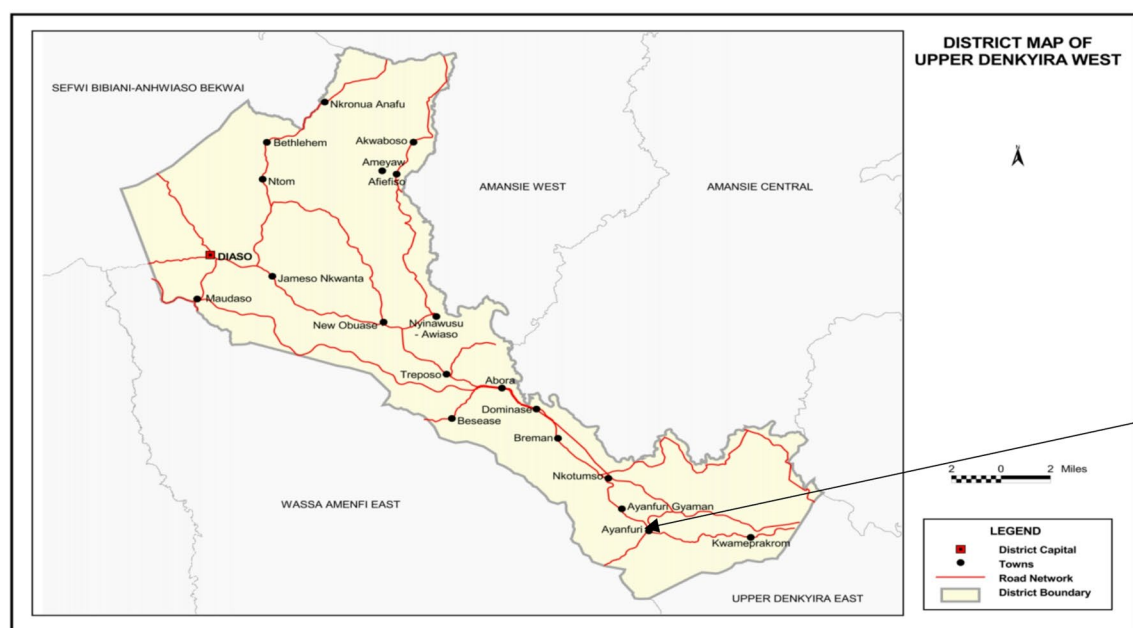 DISTRICT MAP OF
UPPER DENKYIRA WEST
SEFWI BIBIANI-ANHWIASO BEKWAI
Nkronua Anafu
Bethlehem
Akwaboso
Ameyaw
Afiefiso
Ntom
AMANSIE WEST
AMANSIE CENTRAL
N
DIASO
Jameso Nkwanta
Maudaso
New Obuase
Nyinawusu
- Awiaso
Treposo
Abora
Dominase
Besease
Breman
Nkotumso
2 0 2 Miles
WASSA AMENFI EAST
Ayanfuri Gyaman
Ayanfuri
Kwameprakrom
UPPER DENKYIRA EAST
LEGEND
District Capital
Towns
Road Network
District Boundary